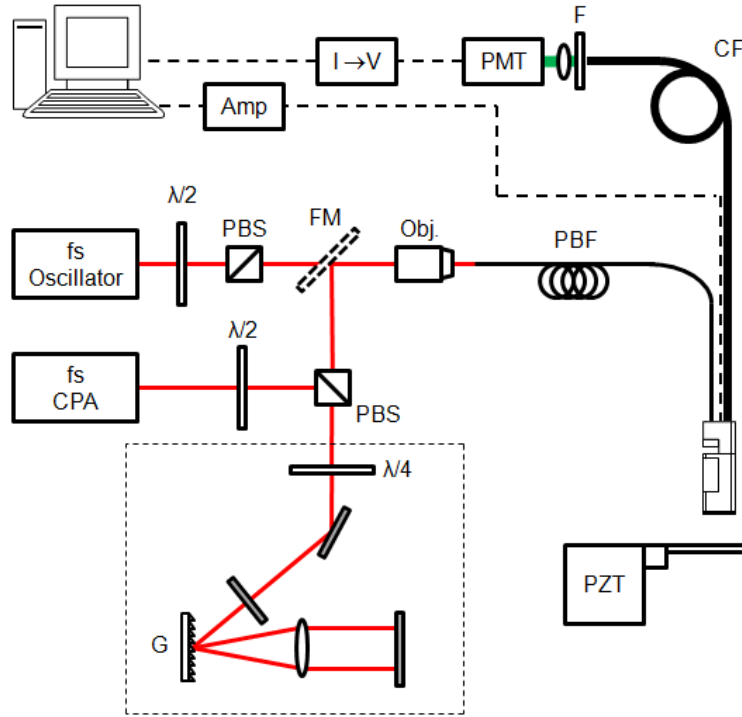 F
I→V
PMT
CF
Amp
λ/2
PBS
FM
Obj.
PBF
fs
Oscillator
λ/2
fs
CPA
PBS
λ/4
PZT
G